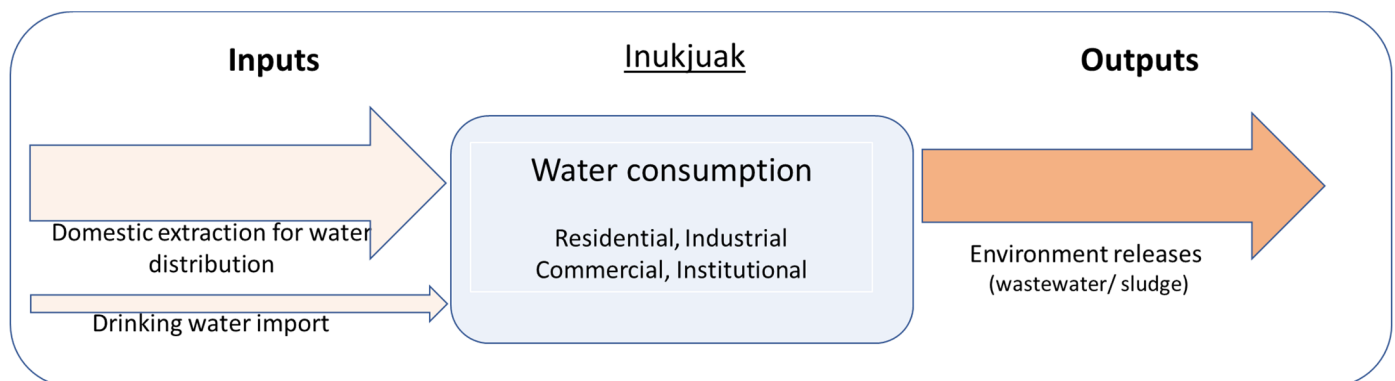 Inputs
Inukjuak
Outputs
Domestic extraction for water
distribution
Drinking water import
Water consumption
Residential, Industrial
Commercial, Institutional
Environment releases
(wastewater/ sludge)